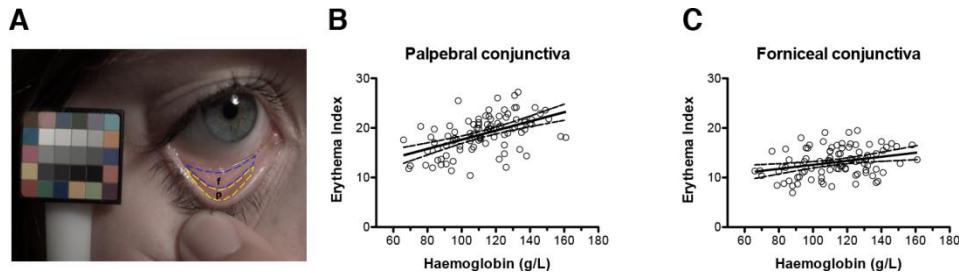 A
f
p
B
Palpebral conjunctiva
Erythema Index
30
20
10
0
60 80 100 120 140 160 180
Haemoglobin (g/L)
C
Forniceal conjunctiva
Erythema Index
30
20
10
0
60 80 100 120 140 160 180
Haemoglobin (g/L)